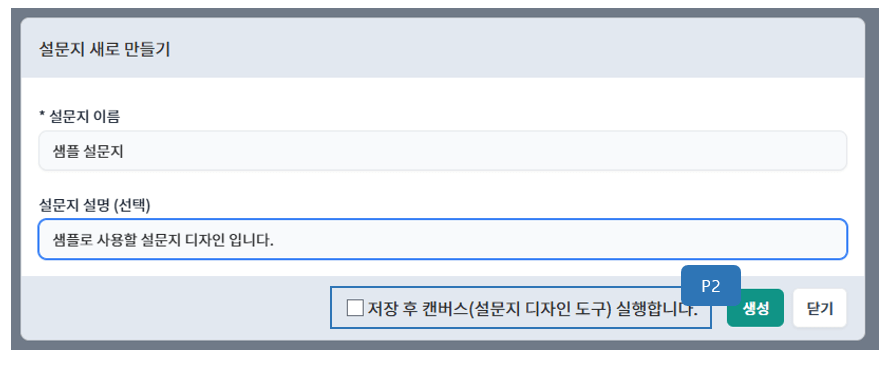 설문지 새로 만들기
* 설문지 이름
샘플 설문지
설문지 설명 (선택)
샘플로 사용할 설문지 디자인 입니다.
P2
저장 후 캔버스(설문지 디자인 도구) 실행합니다.
생성
닫기